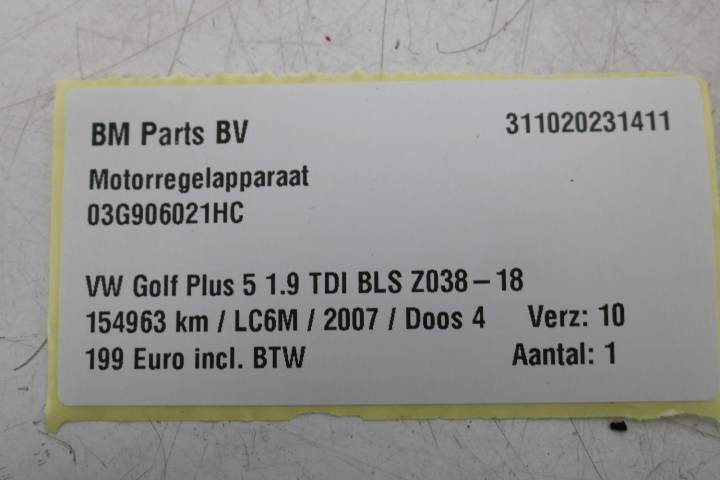 BM Parts BV 311020231411
Motorregelapparaat
03G906021HC
VW Golf Plus 5 1.9 TDI BLS Z038 – 18
154963 km / LC6M / 2007 / Doos 4 Verz: 10
199 Euro incl. BTW Aantal: 1